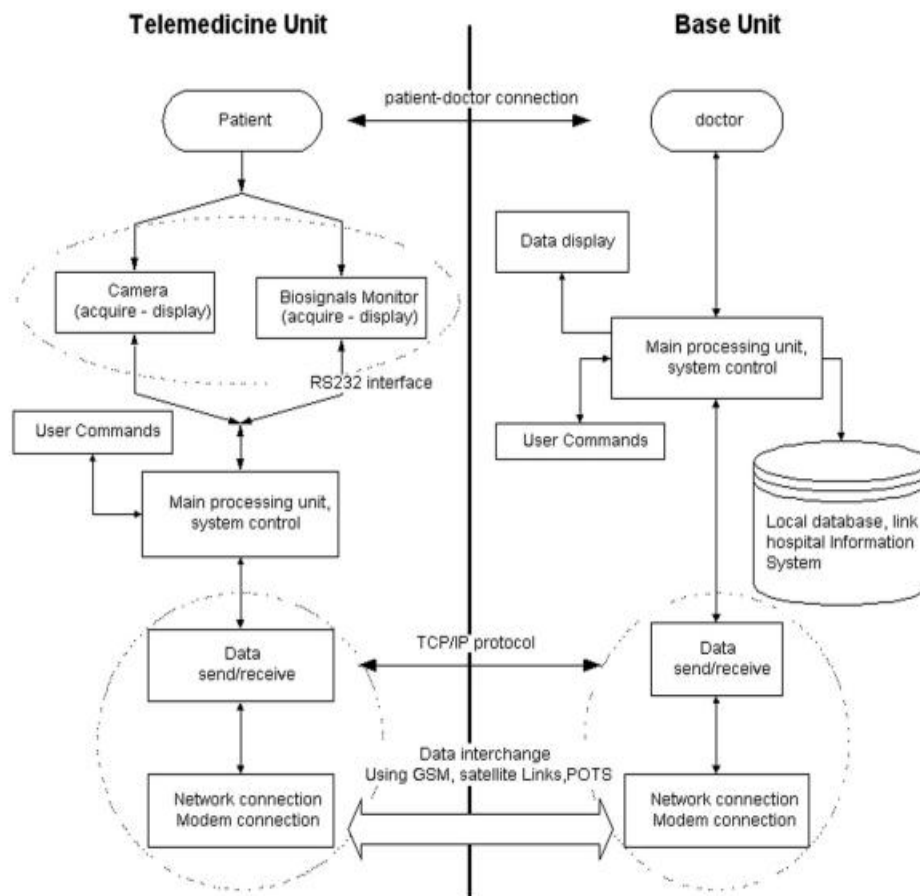 Telemedicine Unit
Base Unit
patient-doctor connection
Patient
doctor
Data display
Camera
(acquire - display)
Biosignals Monitor
(acquire - display)
Main processing unit,
system control
RS232 interface
User Commands
User Commands
Main processing unit,
system control
Local database, link
hospital Information
System
TCP/IP protocol
Data
send/receive
Data
send/receive
Data interchange
Using GSM, satellite Links,POTS
Network connection
Modem connection
Network connection
Modem connection